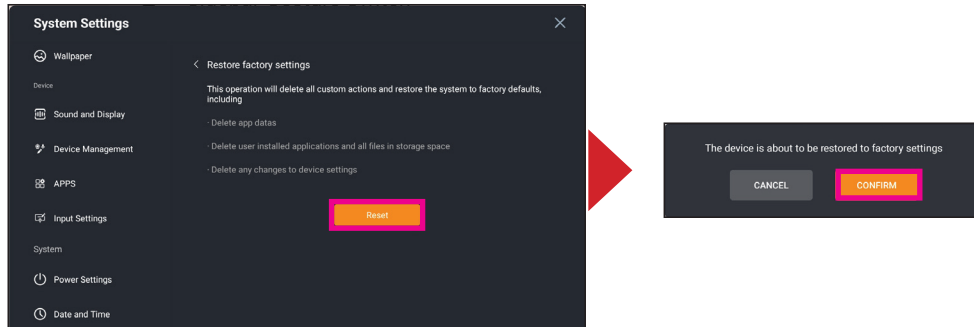 System Settings
Wallpaper
Device
Sound and Display
Device Management
APPS
Input Settings
System
Power Settings
Date and Time
Restore factory settings
This operation will delete all custom actions and restore the system to factory defaults,
including
· Delete app datas
· Delete user installed applications and all files in storage space
· Delete any changes to device settings
Reset
The device is about to be restored to factory settings
CANCEL
CONFIRM